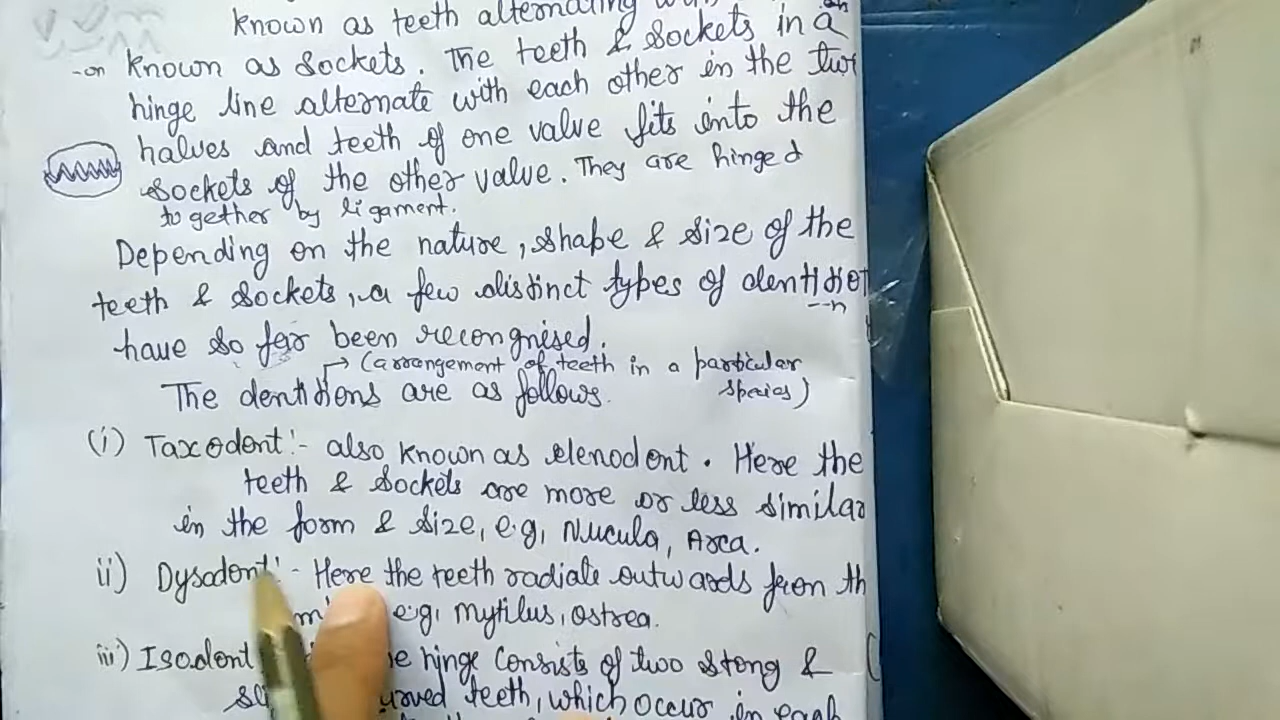 known as teeth alternating
-on known as sockets. The teeth & sockets in a
hinge line alternate with each other in the two
halves and teeth of one valve fits into the
sockets of the other valve. They are hinged
together by ligament.
Depending on the nature, shape & size of the
teeth & sockets, a few distinct types of dentition
have so far been recongnised.
→ (arrangement of teeth in a particular
species)
The dentitions are as follows.
(i) Taxodont :- also known as elenodont. Here the
teeth & sockets are more or less similar
in the form & size, e.g, Nucula, Arca.
ii) Dysodont :- Here the teeth radiate outwards from th
e.g, mytilus, ostrea.
iii) Isodont hinge consists of two stong &
curved teeth, which occur in each